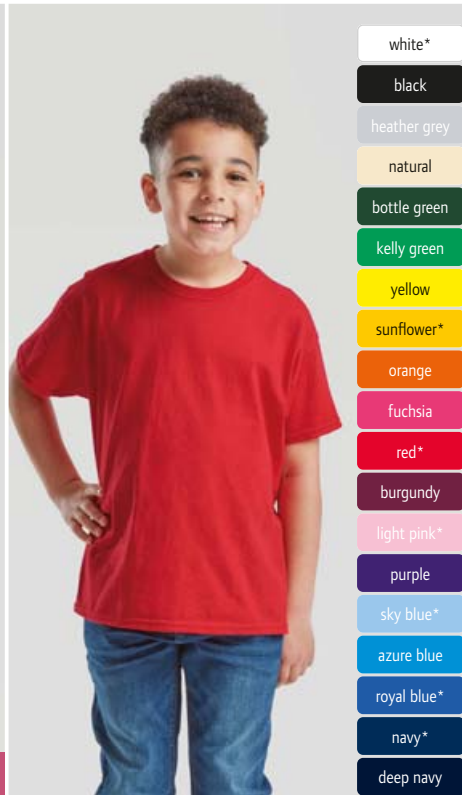 white*
black
heather grey
natural
bottle green
kelly green
yellow
sunflower*
orange
fuchsia
red*
burgundy
light pink*
purple
sky blue*
azure blue
royal blue*
navy*
deep navy